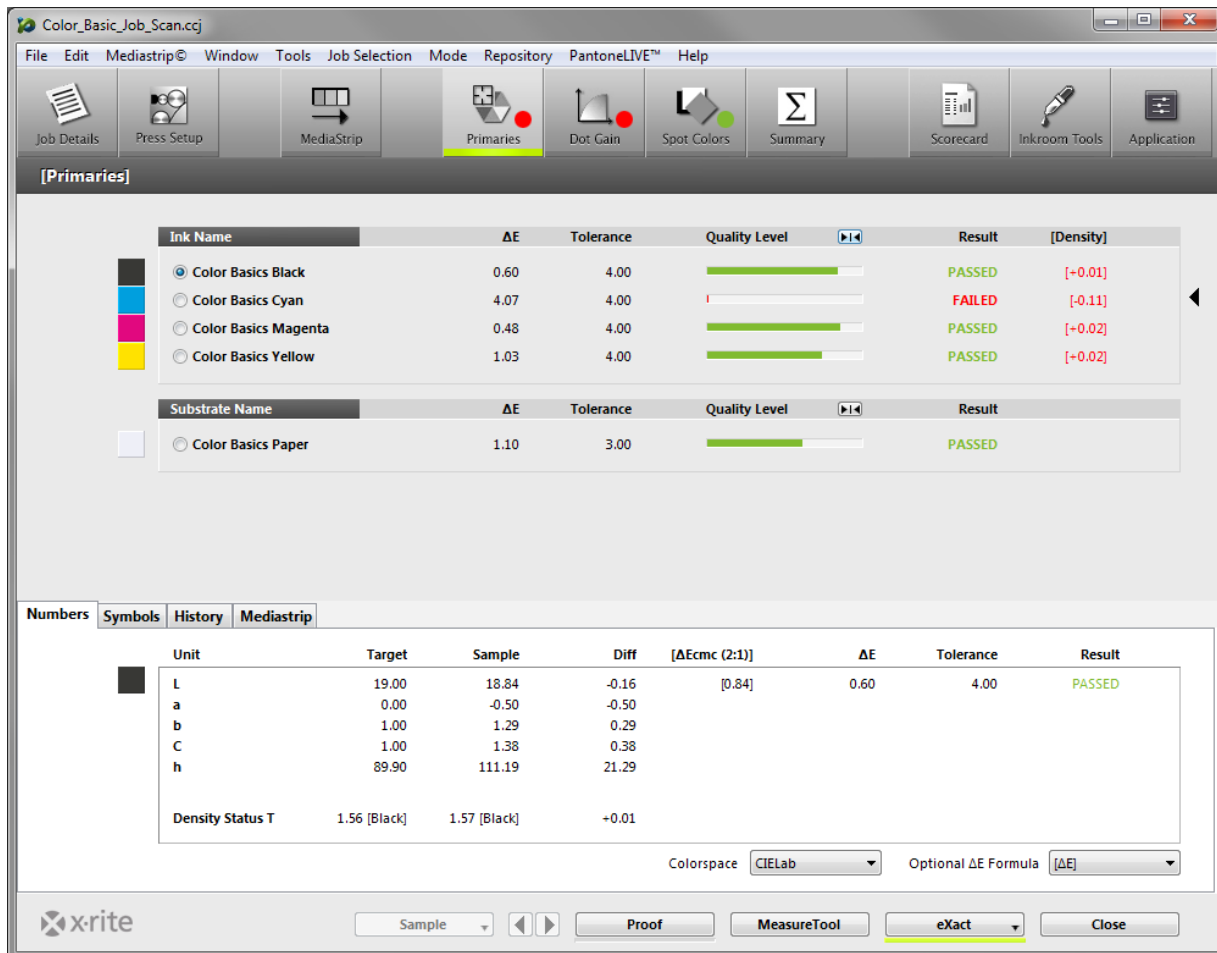 Color_Basic_Job_Scan.ccj
File Edit Mediastrip© Window Tools Job Selection Mode Repository PantoneLIVE™ Help
Job Details Press Setup MediaStrip Primaries Dot Gain Spot Colors Summary Scorecard Inkroom Tools Application
[Primaries]
Ink Name ΔE Tolerance Quality Level Result [Density]
Color Basics Black 0.60 4.00 PASSED [+0.01]
Color Basics Cyan 4.07 4.00 FAILED [-0.11]
Color Basics Magenta 0.48 4.00 PASSED [+0.02]
Color Basics Yellow 1.03 4.00 PASSED [+0.02]
Substrate Name ΔE Tolerance Quality Level Result
Color Basics Paper 1.10 3.00 PASSED
Numbers Symbols History Mediastrip
Unit Target Sample Diff [ΔEcmc (2:1)] ΔE Tolerance Result
L 19.00 18.84 -0.16 [0.84] 0.60 4.00 PASSED
a 0.00 -0.50 -0.50
b 1.00 1.29 0.29
C 1.00 1.38 0.38
h 89.90 111.19 21.29
Density Status T 1.56 [Black] 1.57 [Black] +0.01
Colorspace CIELab Optional ΔE Formula [ΔE]
x·rite Sample Proof MeasureTool eXact Close